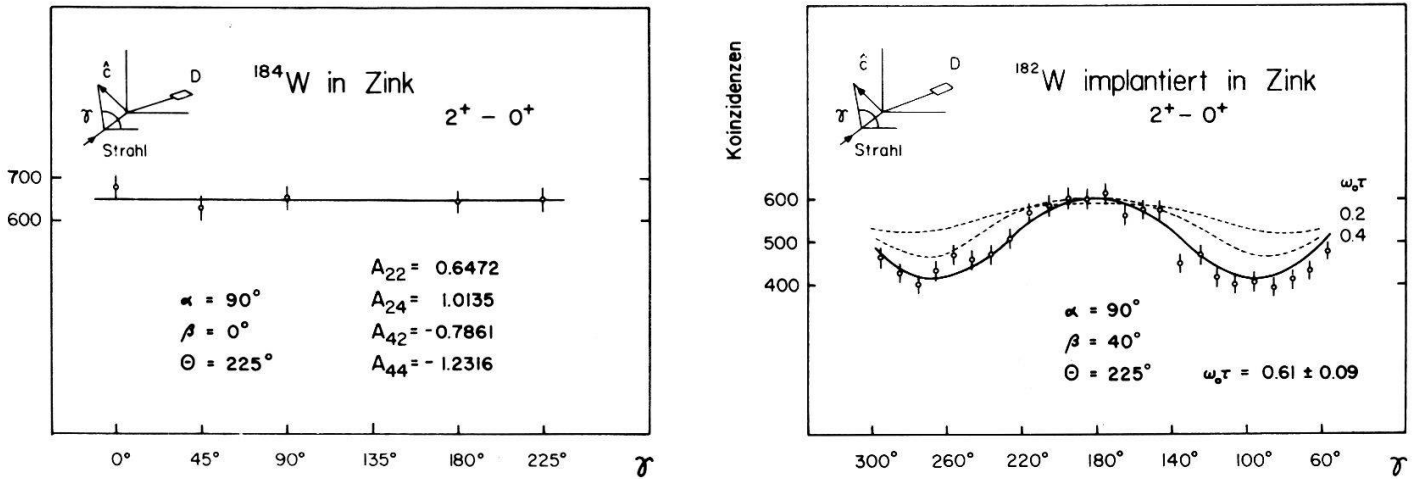 ¹⁸⁴W in Zink
2⁺ – 0⁺
ĉ
D
γ
Strahl
700
600
A₂₂ = 0.6472
A₂₄ = 1.0135
A₄₂ = -0.7861
A₄₄ = -1.2316
α = 90°
β = 0°
Θ = 225°
0° 45° 90° 135° 180° 225° γ
Koinzidenzen
¹⁸²W implantiert in Zink
2⁺ – 0⁺
ĉ
D
γ
Strahl
600
500
400
ω₀τ
0.2
0.4
α = 90°
β = 40°
Θ = 225°
ω₀τ = 0.61 ± 0.09
300° 260° 220° 180° 140° 100° 60° γ